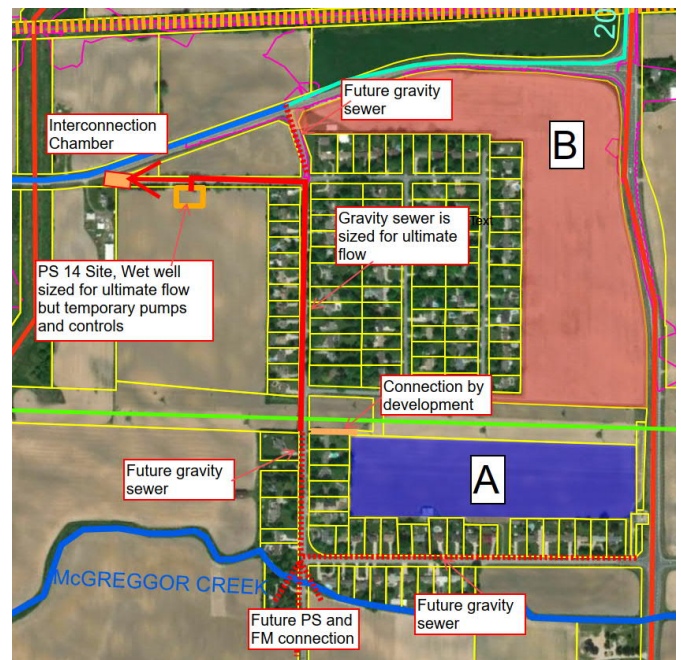 20
Future gravity
sewer
Interconnection
Chamber
B
Gravity sewer is
sized for ultimate
flow
Text
PS 14 Site, Wet well
sized for ultimate flow
but temporary pumps
and controls
Connection by
development
Future gravity
sewer
A
McGREGGOR CREEK
Future PS and
FM connection
Future gravity
sewer